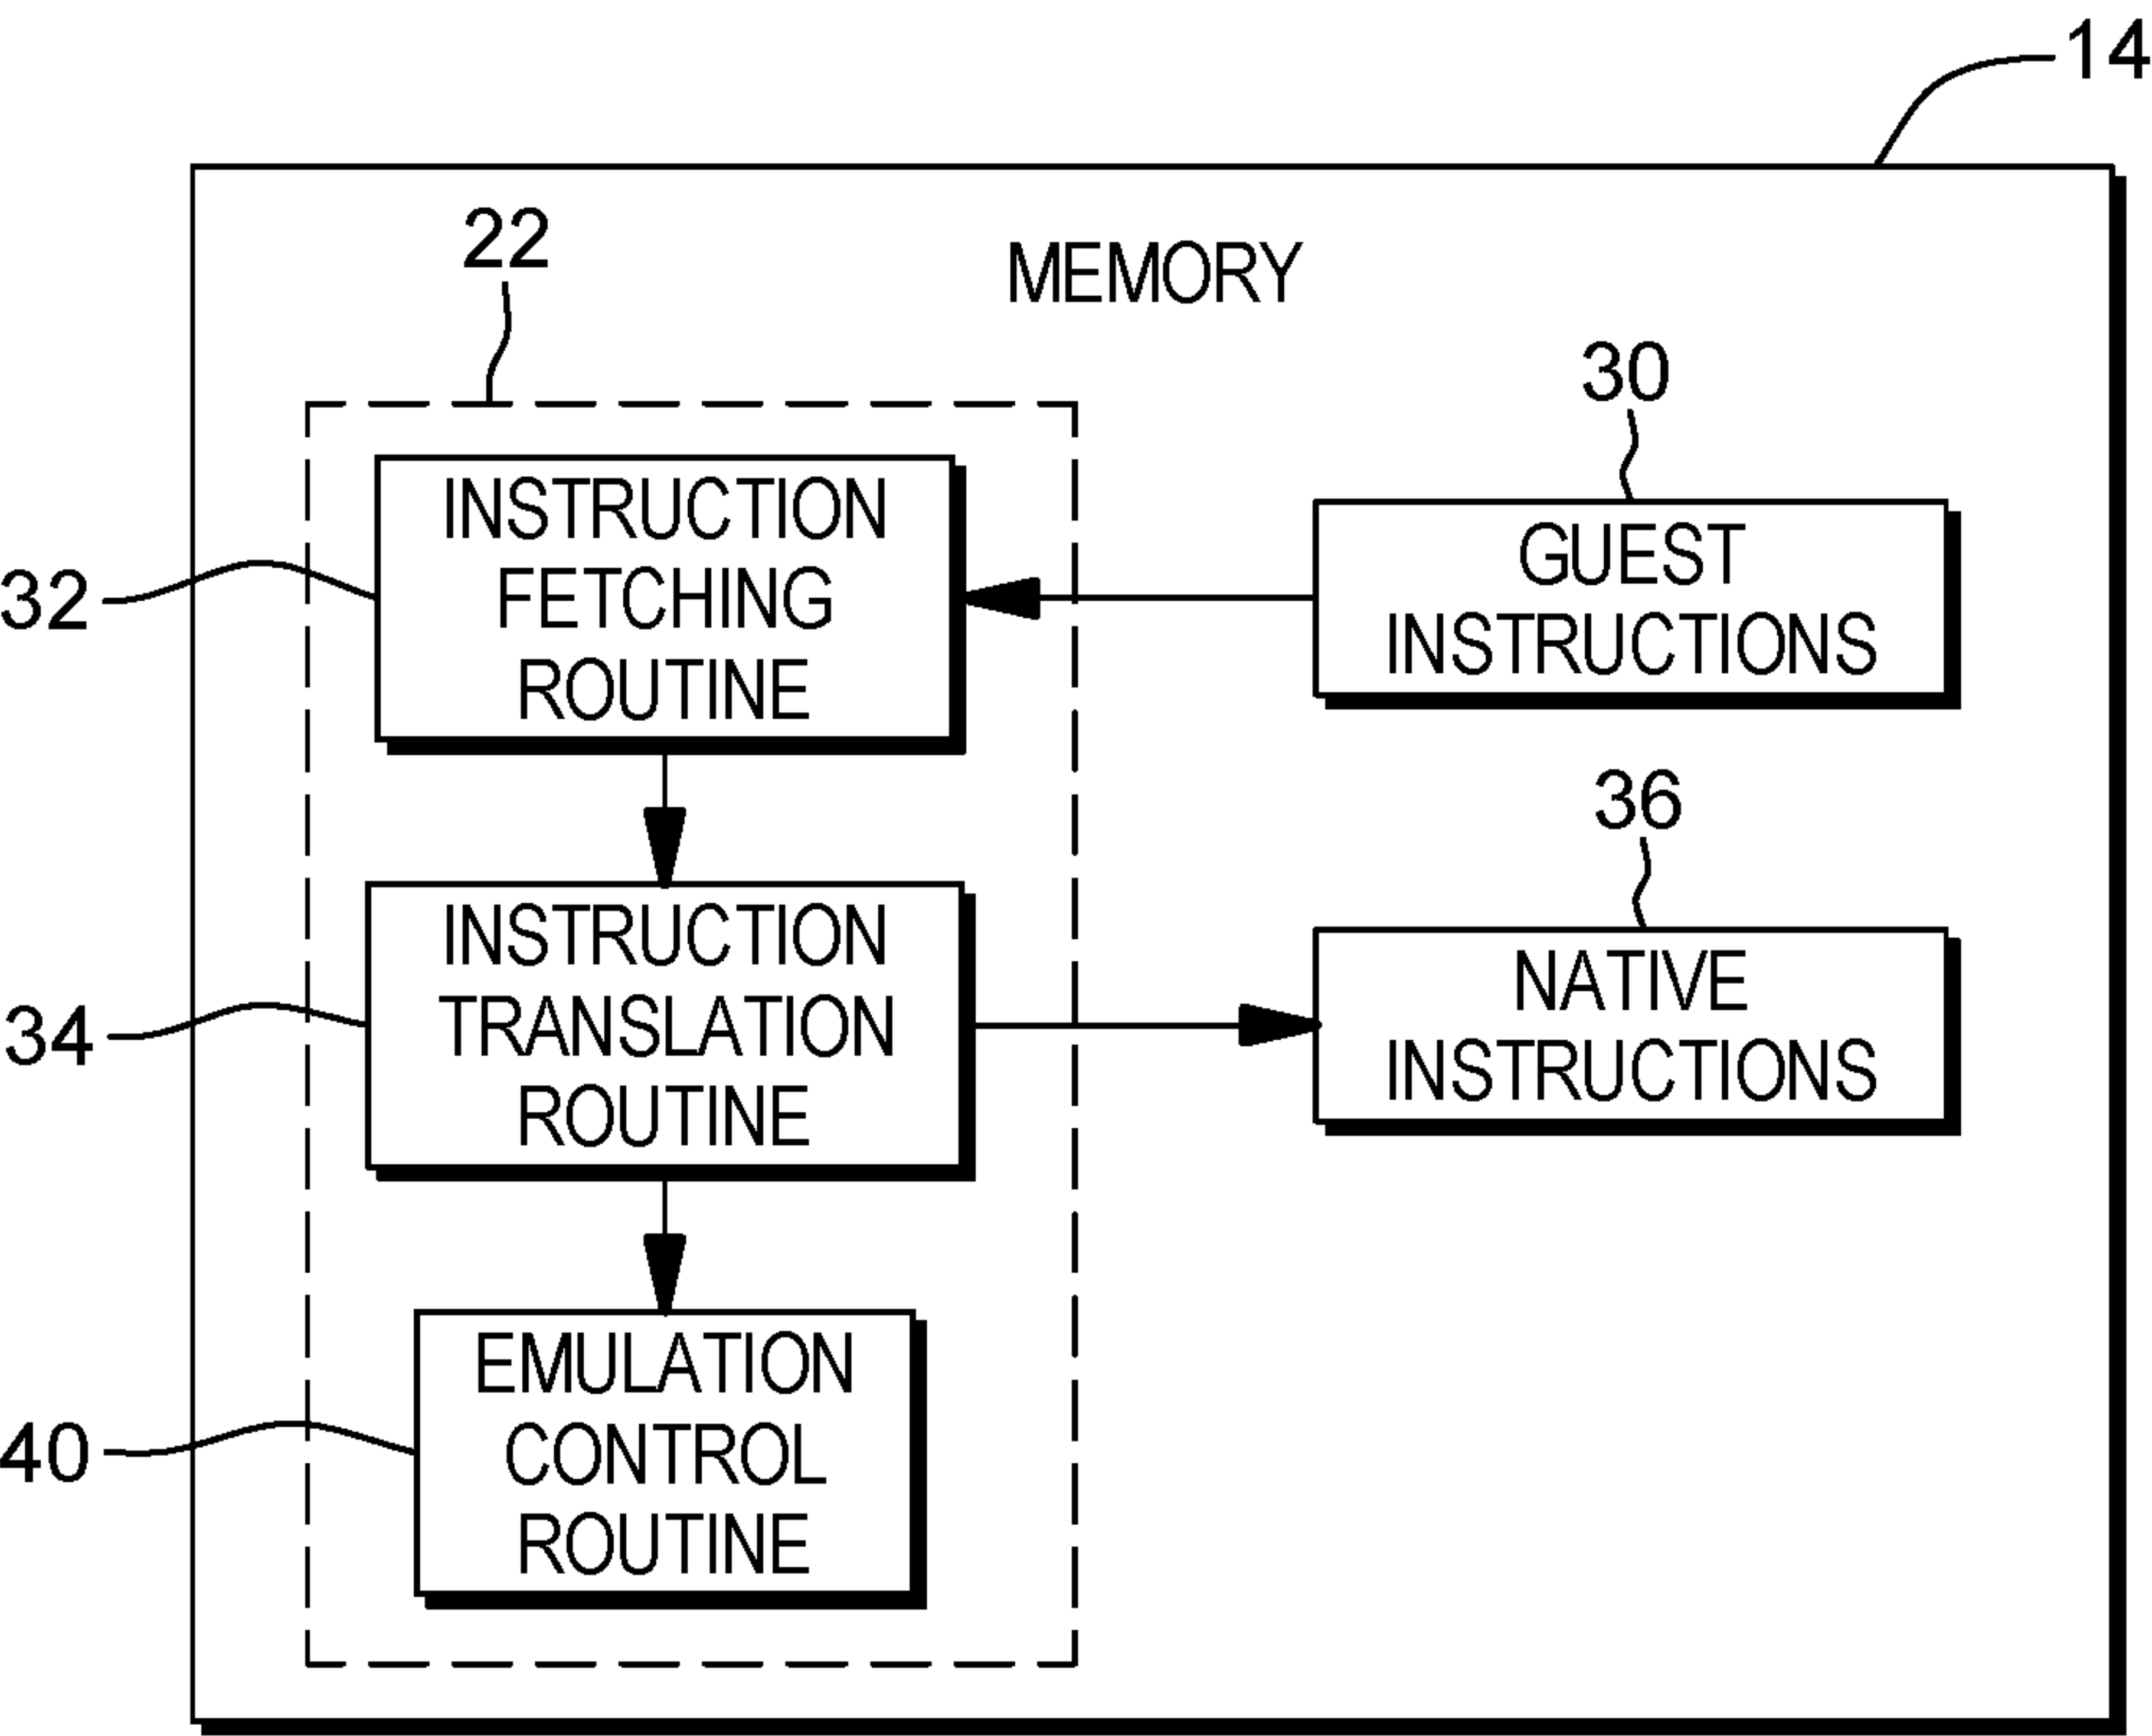 14
22
MEMORY
30
INSTRUCTION
FETCHING
ROUTINE
32
GUEST
INSTRUCTIONS
36
INSTRUCTION
TRANSLATION
ROUTINE
34
NATIVE
INSTRUCTIONS
EMULATION
CONTROL
ROUTINE
40